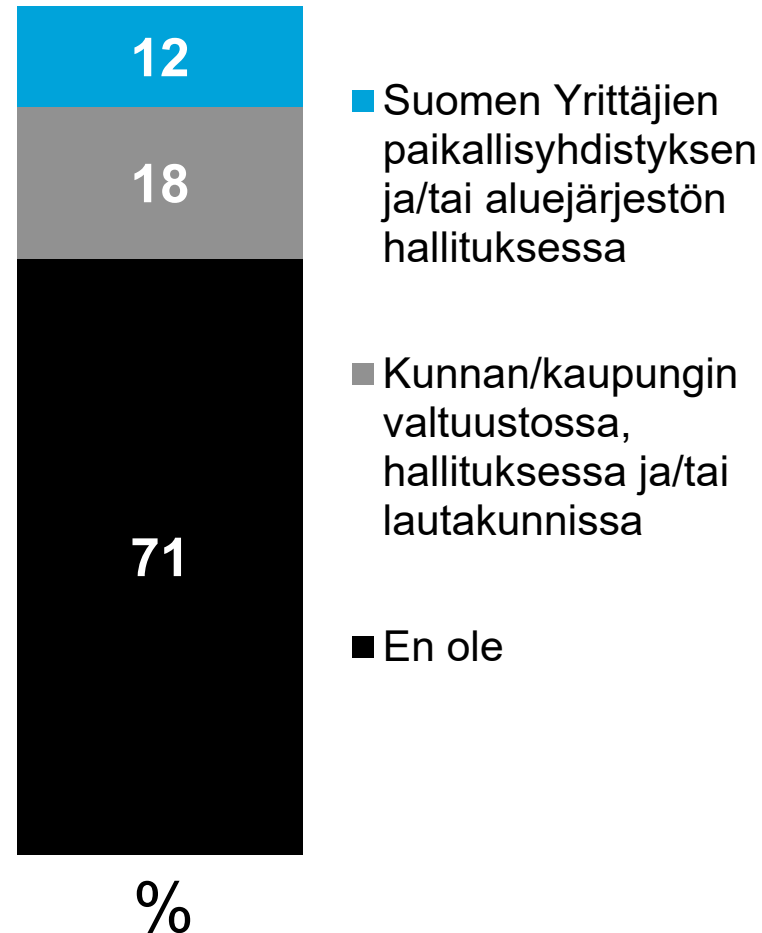 12
18
71
%
Suomen Yrittäjien
paikallisyhdistyksen
ja/tai aluejärjestön
hallituksessa
Kunnan/kaupungin
valtuustossa,
hallituksessa ja/tai
lautakunnissa
En ole